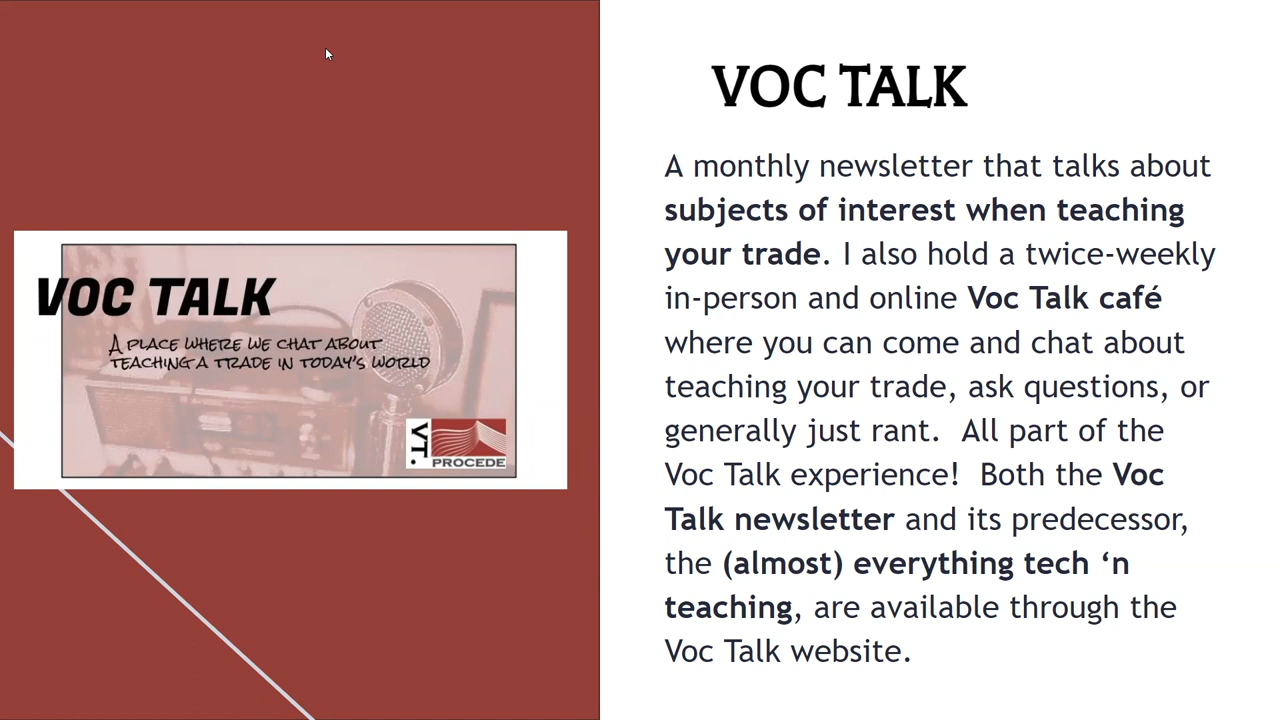 VOC TALK
A PLACE WHERE WE CHAT ABOUT
TEACHING A TRADE IN TODAY'S WORLD
VT.
PROCEDE
VOC TALK
A monthly newsletter that talks about
subjects of interest when teaching
your trade. I also hold a twice-weekly
in-person and online Voc Talk café
where you can come and chat about
teaching your trade, ask questions, or
generally just rant.  All part of the
Voc Talk experience!  Both the Voc
Talk newsletter and its predecessor,
the (almost) everything tech ‘n
teaching, are available through the
Voc Talk website.